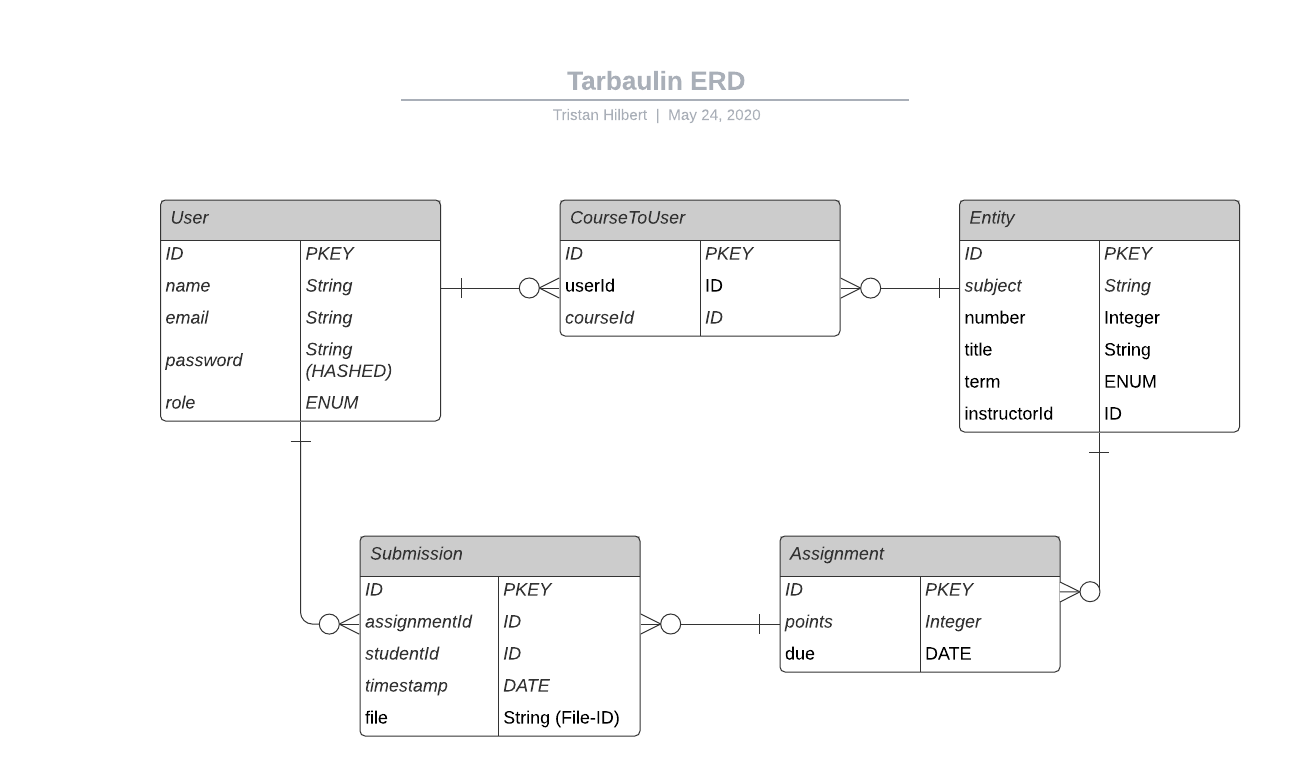 Tarbaulin ERD
Tristan Hilbert | May 24, 2020
User
ID PKEY
name String
email String
password String
(HASHED)
role ENUM
CourseToUser
ID PKEY
userId ID
courseId ID
Entity
ID PKEY
subject String
number Integer
title String
term ENUM
instructorId ID
Submission
ID PKEY
assignmentId ID
studentId ID
timestamp DATE
file String (File-ID)
Assignment
ID PKEY
points Integer
due DATE